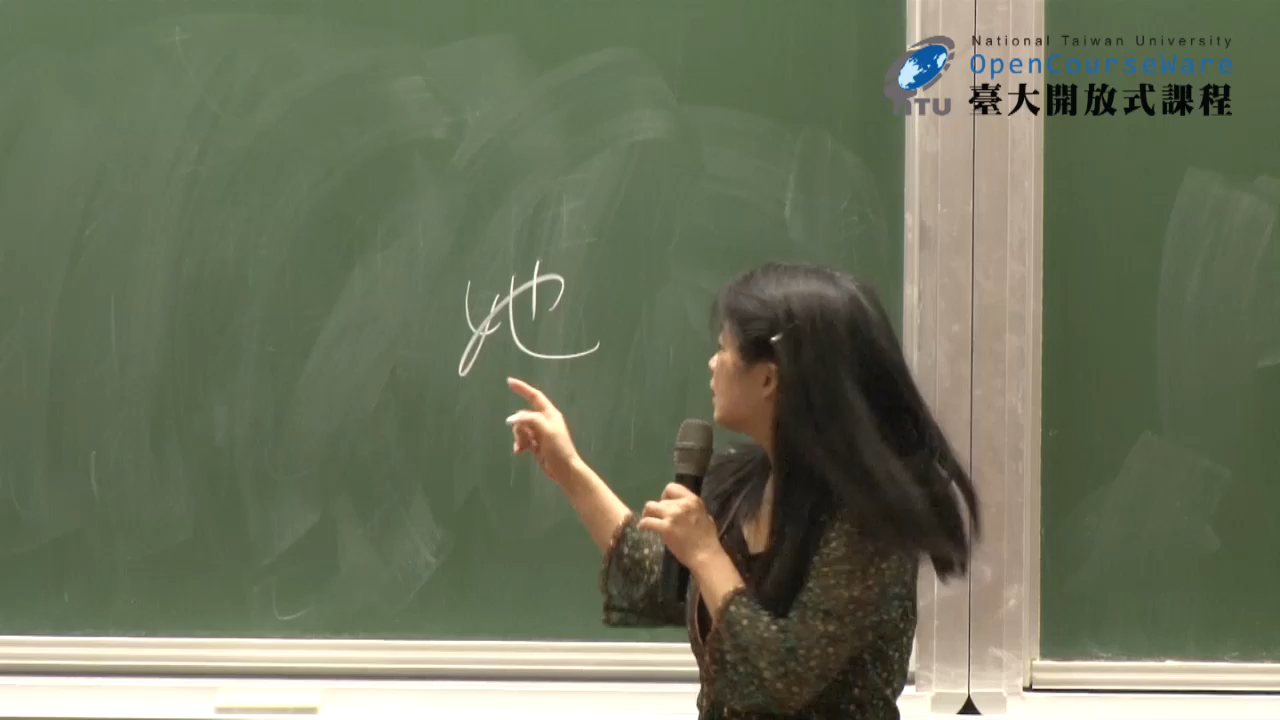 National Taiwan University
OpenCourseWare
NTU
臺大開放式課程
她